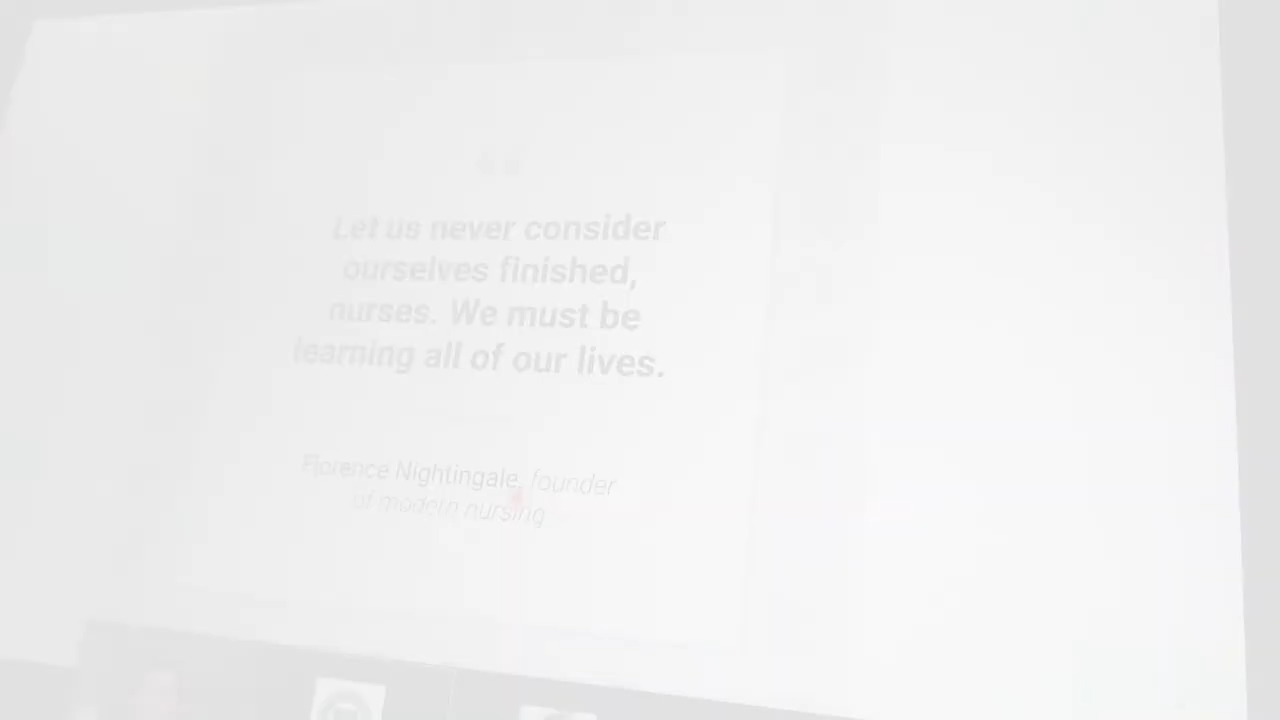 “
Let us never consider
ourselves finished,
nurses. We must be
learning all of our lives.
Florence Nightingale, founder
of modern nursing